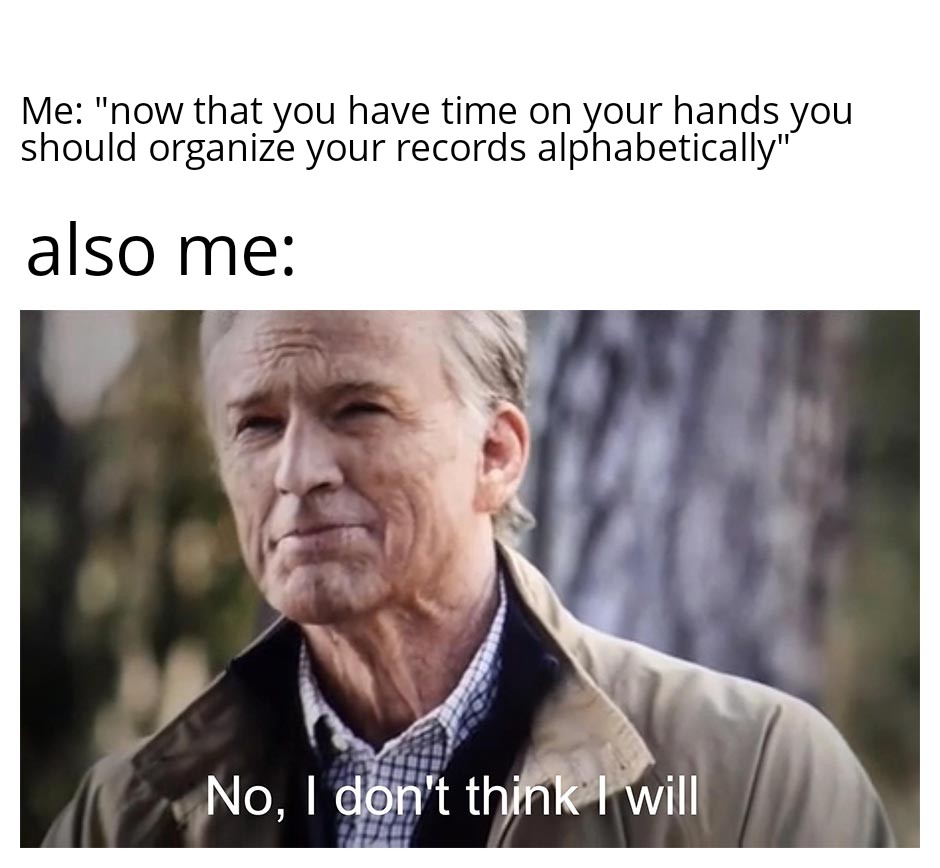 Me: "now that you have time on your hands you
should organize your records alphabetically"
also me:
No, I don't think I will